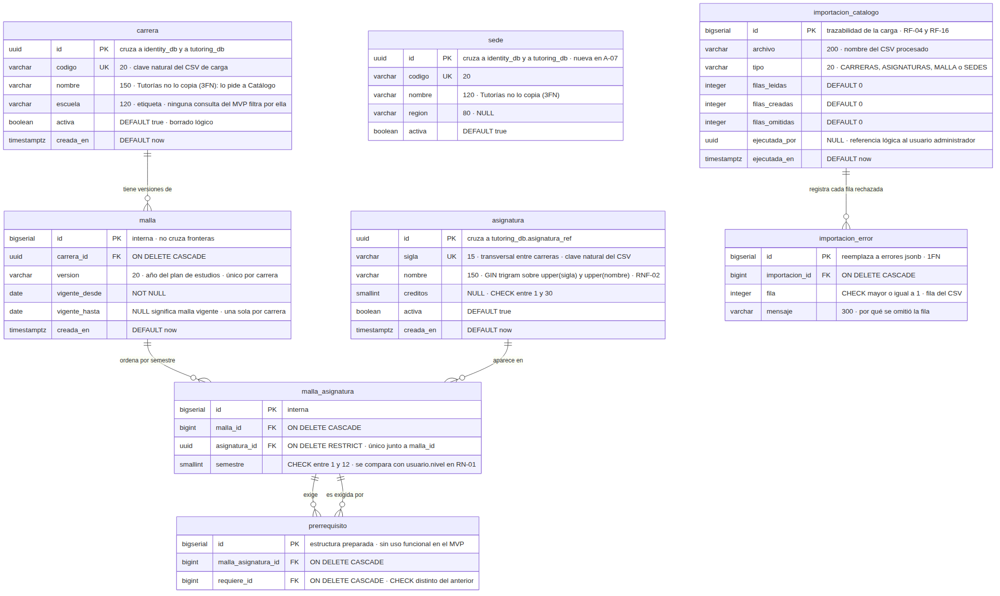 carrera
uuid id PK cruza a identity_db y a tutoring_db
varchar codigo UK 20 · clave natural del CSV de carga
varchar nombre 150 · Tutorías no lo copia (3FN): lo pide a Catálogo
varchar escuela 120 · etiqueta · ninguna consulta del MVP filtra por ella
boolean activa DEFAULT true · borrado lógico
timestamptz creada_en DEFAULT now
sede
uuid id PK cruza a identity_db y a tutoring_db · nueva en A-07
varchar codigo UK 20
varchar nombre 120 · Tutorías no lo copia (3FN)
varchar region 80 · NULL
boolean activa DEFAULT true
importacion_catalogo
bigserial id PK trazabilidad de la carga · RF-04 y RF-16
varchar archivo 200 · nombre del CSV procesado
varchar tipo 20 · CARRERAS, ASIGNATURAS, MALLA o SEDES
integer filas_leidas DEFAULT 0
integer filas_creadas DEFAULT 0
integer filas_omitidas DEFAULT 0
uuid ejecutada_por NULL · referencia lógica al usuario administrador
timestamptz ejecutada_en DEFAULT now
tiene versiones de
registra cada fila rechazada
malla
bigserial id PK interna · no cruza fronteras
uuid carrera_id FK ON DELETE CASCADE
varchar version 20 · año del plan de estudios · único por carrera
date vigente_desde NOT NULL
date vigente_hasta NULL significa malla vigente · una sola por carrera
timestamptz creada_en DEFAULT now
asignatura
uuid id PK cruza a tutoring_db.asignatura_ref
varchar sigla UK 15 · transversal entre carreras · clave natural del CSV
varchar nombre 150 · GIN trigram sobre upper(sigla) y upper(nombre) · RNF-02
smallint creditos NULL · CHECK entre 1 y 30
boolean activa DEFAULT true
timestamptz creada_en DEFAULT now
importacion_error
bigserial id PK reemplaza a errores jsonb · 1FN
bigint importacion_id FK ON DELETE CASCADE
integer fila CHECK mayor o igual a 1 · fila del CSV
varchar mensaje 300 · por qué se omitió la fila
ordena por semestre
aparece en
malla_asignatura
bigserial id PK interna
bigint malla_id FK ON DELETE CASCADE
uuid asignatura_id FK ON DELETE RESTRICT · único junto a malla_id
smallint semestre CHECK entre 1 y 12 · se compara con usuario.nivel en RN-01
exige
es exigida por
prerrequisito
bigserial id PK estructura preparada · sin uso funcional en el MVP
bigint malla_asignatura_id FK ON DELETE CASCADE
bigint requiere_id FK ON DELETE CASCADE · CHECK distinto del anterior